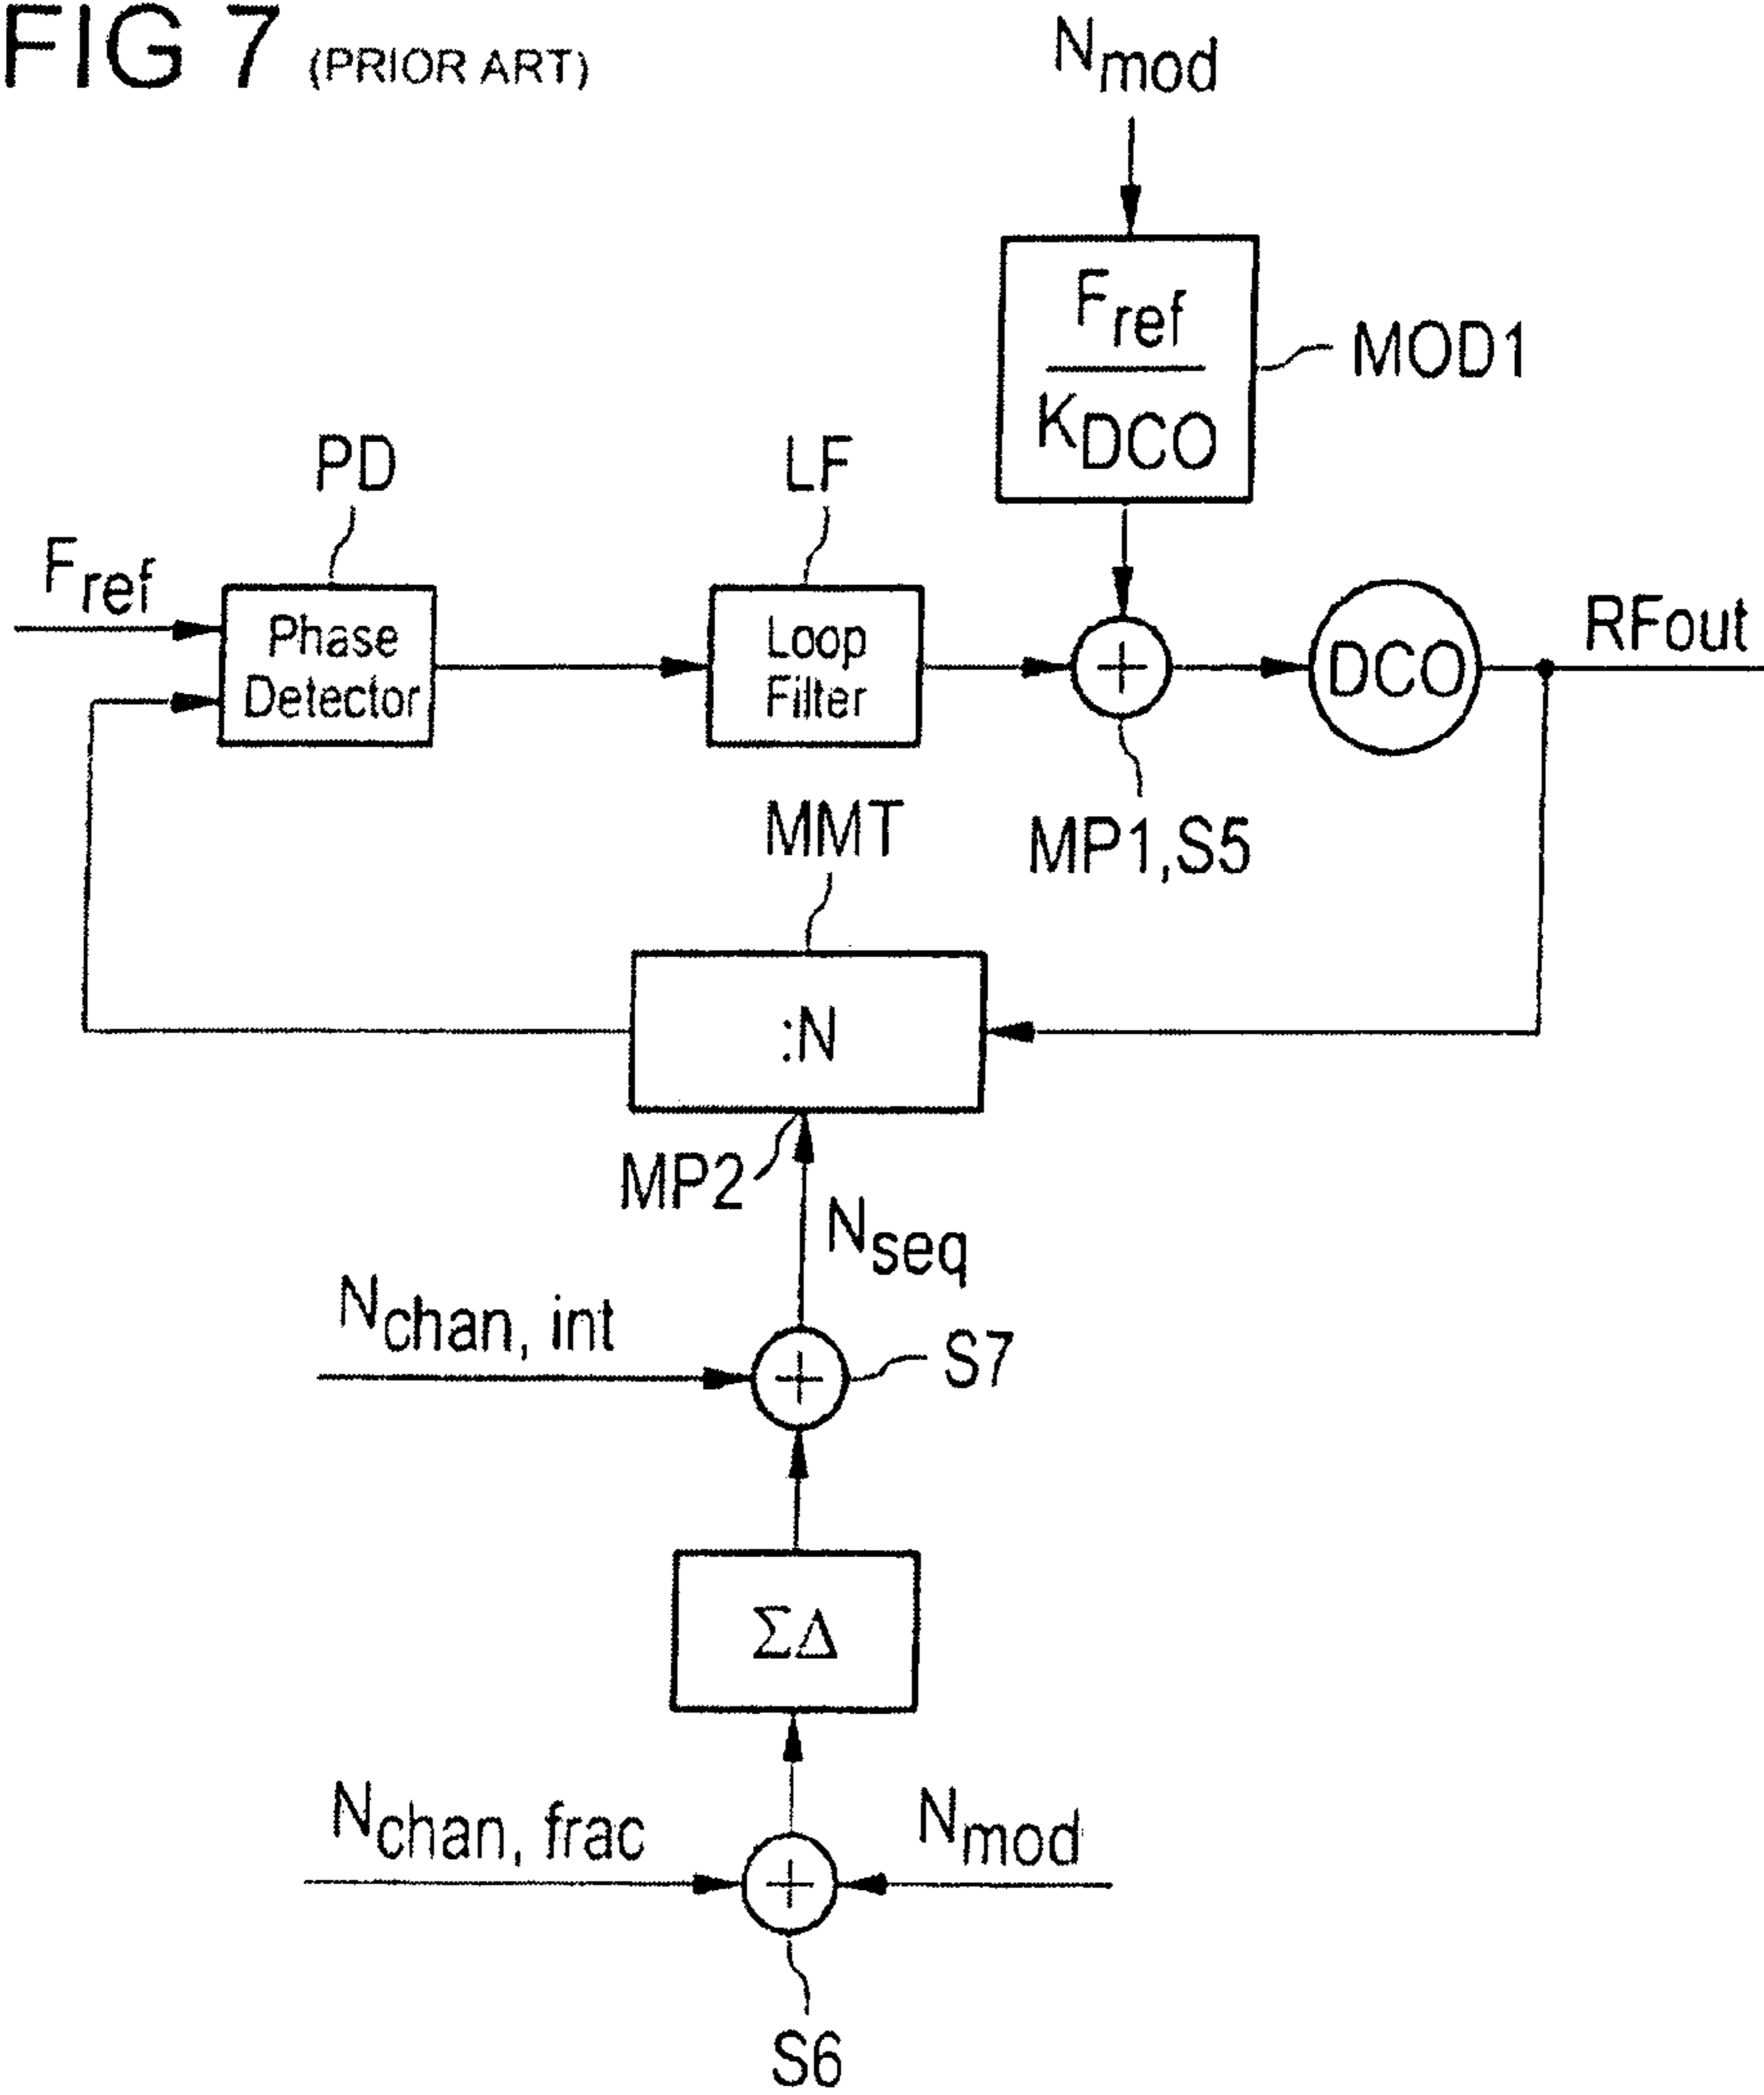 FIG 7 (PRIOR ART)
Nmod
Fref
KDCO
MOD1
PD
LF
Fref
Phase
Detector
Loop
Filter
+
DCO
RFout
MP1,S5
MMT
:N
MP2
Nseq
Nchan, int
+
S7
ΣΔ
Nchan, frac
+
Nmod
S6